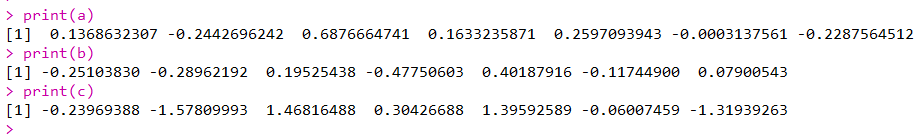 > print(a)
[1]  0.1368632307 -0.2442696242  0.6876664741  0.1633235871  0.2597093943 -0.0003137561 -0.2287564512
> print(b)
[1] -0.25103830 -0.28962192  0.19525438 -0.47750603  0.40187916 -0.11744900  0.07900543
> print(c)
[1] -0.23969388 -1.57809993  1.46816488  0.30426688  1.39592589 -0.06007459 -1.31939263
>